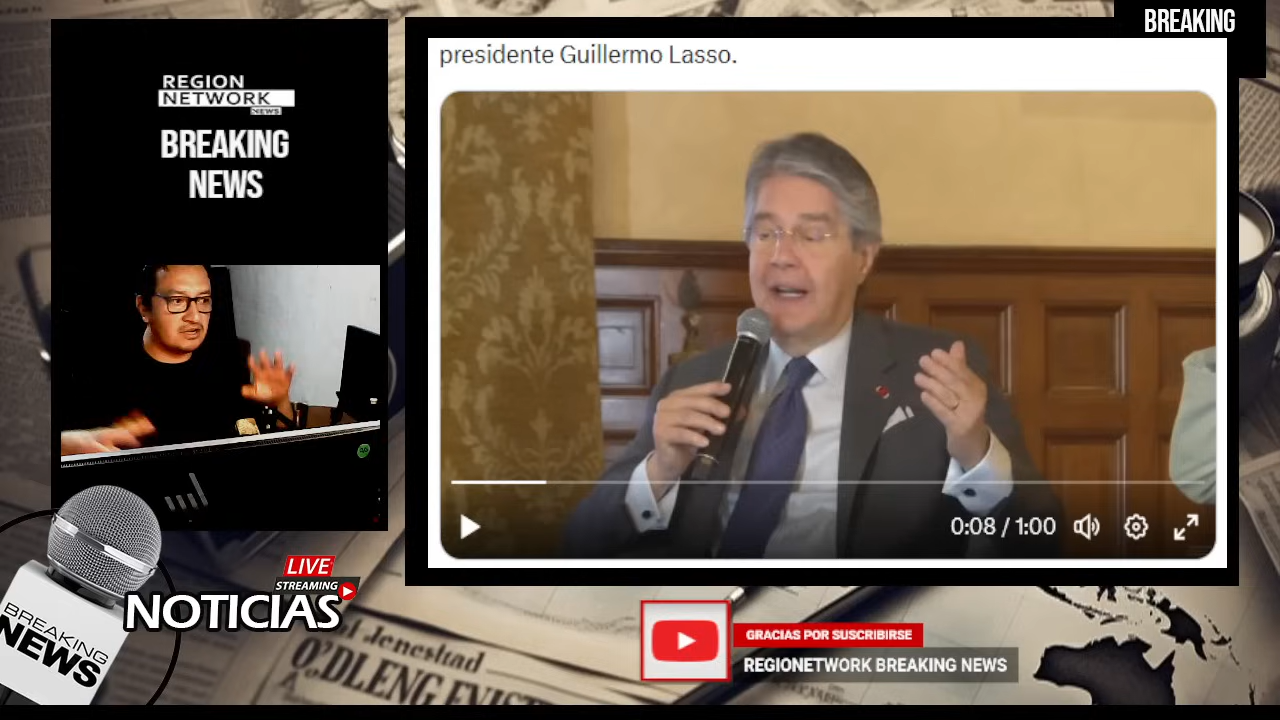 BREAKING
REGION
NETWORK
NEWS
BREAKING
NEWS
presidente Guillermo Lasso.
0:08 / 1:00
LIVE
STREAMING
NOTICIAS
BREAKING
NEWS
GRACIAS POR SUSCRIBIRSE
REGIONETWORK BREAKING NEWS